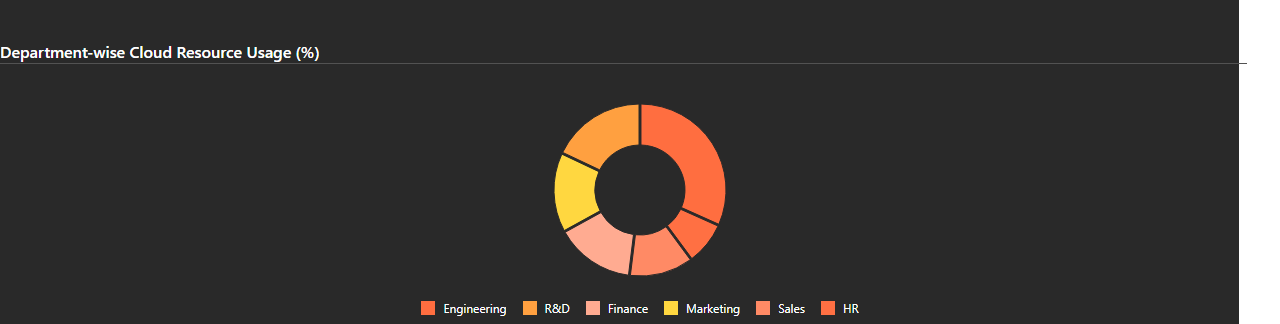 Department-wise Cloud Resource Usage (%)
Engineering R&D Finance Marketing Sales HR